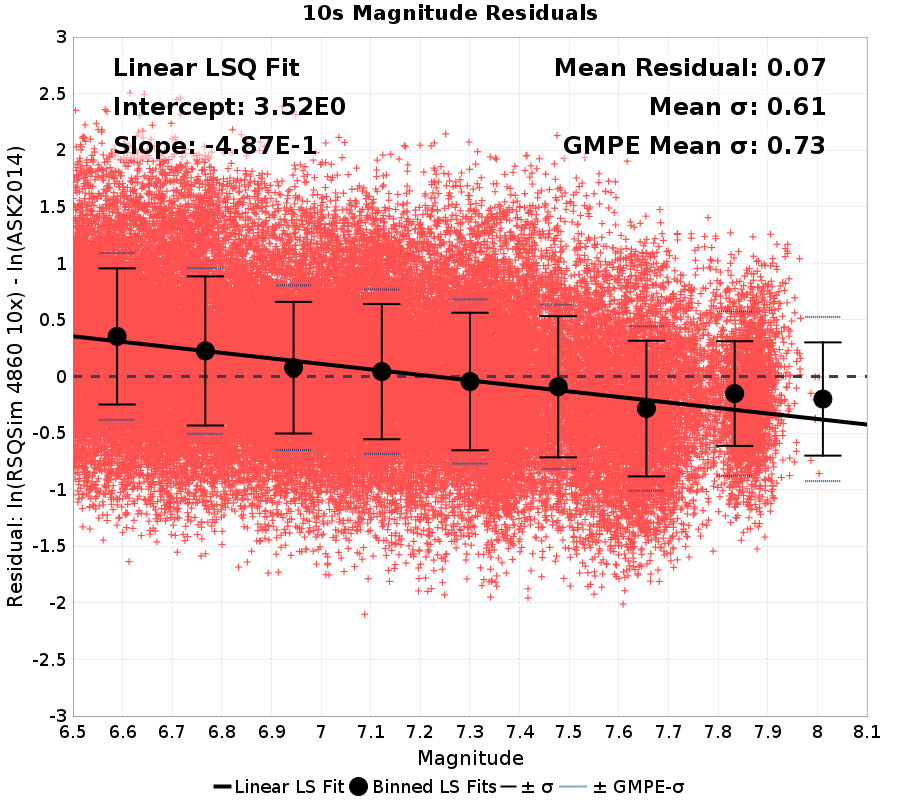 10s Magnitude Residuals
Linear LSQ Fit
Intercept: 3.52E0
Slope: -4.87E-1
Mean Residual: 0.07
Mean σ: 0.61
GMPE Mean σ: 0.73
Residual: ln(RSQSim 4860 10x) - ln(ASK2014)
3
2.5
2
1.5
1
0.5
0
-0.5
-1
-1.5
-2
-2.5
-3
6.5 6.6 6.7 6.8 6.9 7 7.1 7.2 7.3 7.4 7.5 7.6 7.7 7.8 7.9 8 8.1
Magnitude
Linear LS Fit Binned LS Fits ± σ ± GMPE-σ